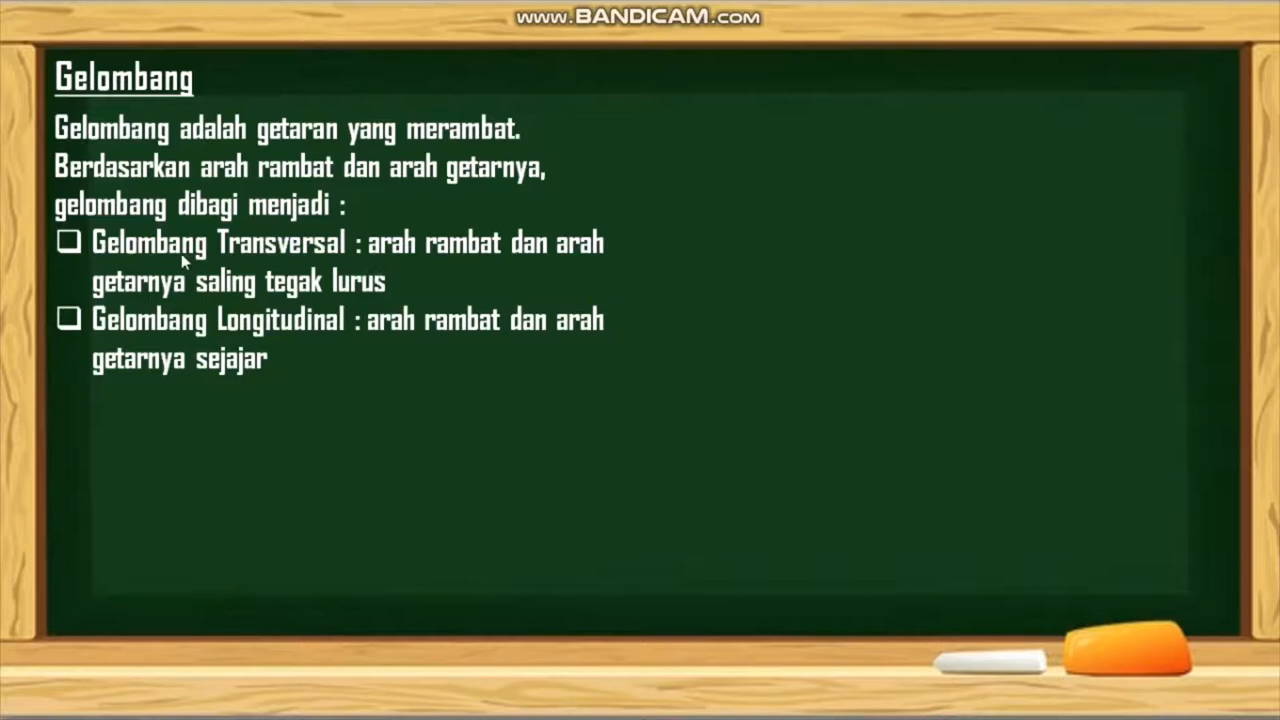 www.BANDICAM.com
Gelombang
Gelombang adalah getaran yang merambat.
Berdasarkan arah rambat dan arah getarnya,
gelombang dibagi menjadi :
❑ Gelombang Transversal : arah rambat dan arah
getarnya saling tegak lurus
❑ Gelombang Longitudinal : arah rambat dan arah
getarnya sejajar